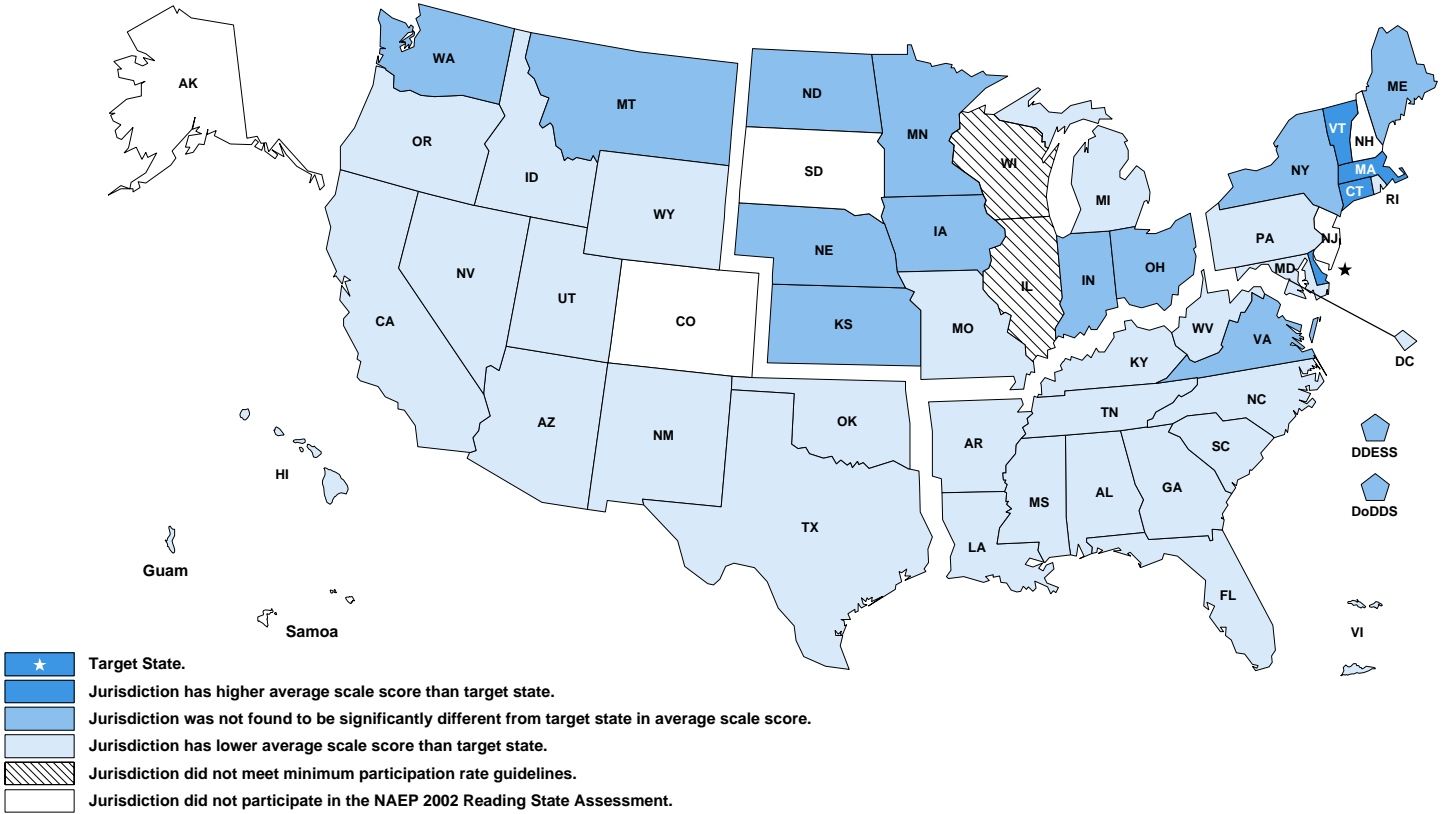 AK
WA
MT
ND
MN
ME
VT
NH
OR
ID
SD
WI
NY
MA
CT
RI
WY
MI
IA
PA
NJ
NE
NV
UT
CO
CA
KS
MO
IL
IN
OH
MD
WV
VA
DC
KY
NC
TN
AZ
NM
OK
AR
SC
DDESS
HI
MS
AL
GA
DoDDS
TX
LA
Guam
FL
Samoa
VI
Target State.
Jurisdiction has higher average scale score than target state.
Jurisdiction was not found to be significantly different from target state in average scale score.
Jurisdiction has lower average scale score than target state.
Jurisdiction did not meet minimum participation rate guidelines.
Jurisdiction did not participate in the NAEP 2002 Reading State Assessment.